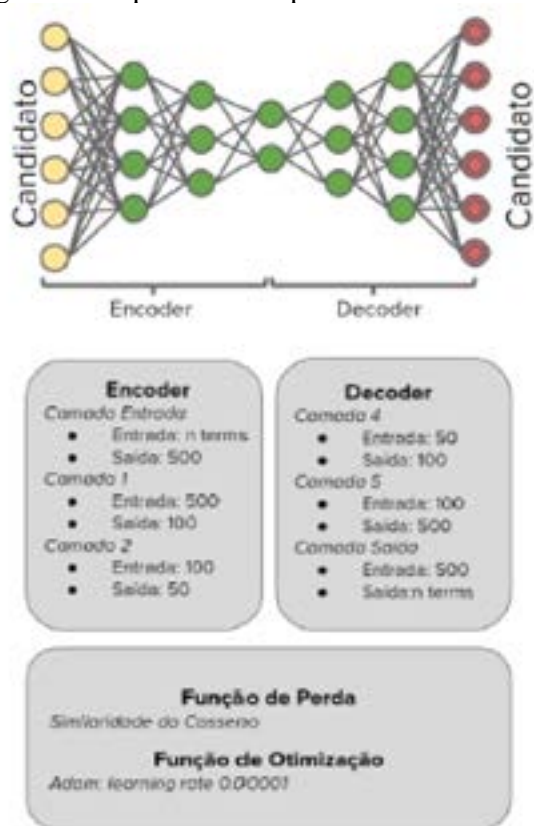 Candidato
Candidato
Encoder
Decoder
Encoder
Camada Entrada
• Entrada: n terms
• Saída: 500
Camada 1
• Entrada: 500
• Saída: 100
Camada 2
• Entrada: 100
• Saída: 50
Decoder
Camada 4
• Entrada: 50
• Saída: 100
Camada 5
• Entrada: 100
• Saída: 500
Camada Saída
• Entrada: 500
• Saída:n terms
Função de Perda
Similaridade do Cosseno
Função de Otimização
Adam: learning rate 0.00001